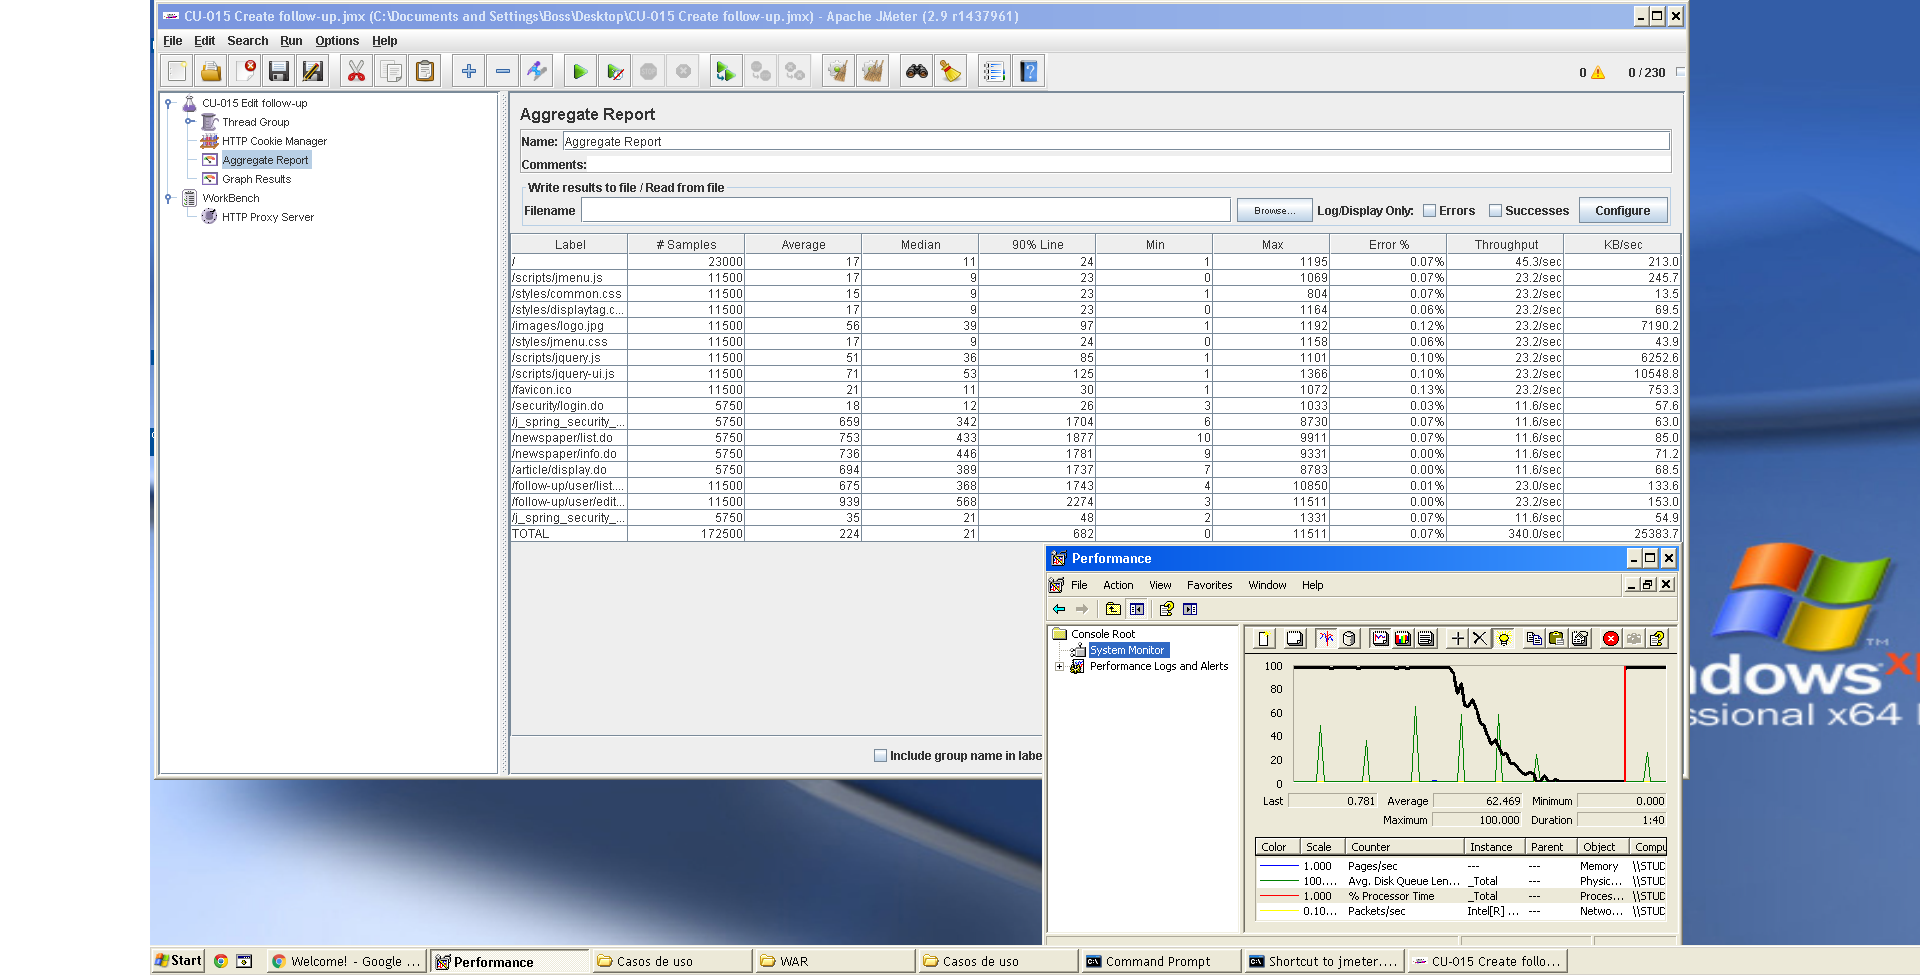 CU-015 Create follow-up.jmx (C:\Documents and Settings\Boss\Desktop\CU-015 Create follow-up.jmx) - Apache JMeter (2.9 r1437961)
File Edit Search Run Options Help
0 0 / 230
CU-015 Edit follow-up
Thread Group
HTTP Cookie Manager
Aggregate Report
Graph Results
WorkBench
HTTP Proxy Server
Aggregate Report
Name: Aggregate Report
Comments:
Write results to file / Read from file
Filename Browse... Log/Display Only: Errors Successes Configure
Label # Samples Average Median 90% Line Min Max Error % Throughput KB/sec
/ 23000 17 11 24 1 1195 0.07% 45.3/sec 213.0
/scripts/jmenu.js 11500 17 9 23 0 1069 0.07% 23.2/sec 245.7
/styles/common.css 11500 15 9 23 1 804 0.07% 23.2/sec 13.5
/styles/displaytag.c... 11500 17 9 23 0 1164 0.06% 23.2/sec 69.5
/images/logo.jpg 11500 56 39 97 1 1192 0.12% 23.2/sec 7190.2
/styles/jmenu.css 11500 17 9 24 0 1158 0.06% 23.2/sec 43.9
/scripts/jquery.js 11500 51 36 85 1 1101 0.10% 23.2/sec 6252.6
/scripts/jquery-ui.js 11500 71 53 125 1 1366 0.10% 23.2/sec 10548.8
/favicon.ico 11500 21 11 30 1 1072 0.13% 23.2/sec 753.3
/security/login.do 5750 18 12 26 3 1033 0.03% 11.6/sec 57.6
/j_spring_security_... 5750 659 342 1704 6 8730 0.07% 11.6/sec 63.0
/newspaper/list.do 5750 753 433 1877 10 9911 0.07% 11.6/sec 85.0
/newspaper/info.do 5750 736 446 1781 9 9331 0.00% 11.6/sec 71.2
/article/display.do 5750 694 389 1737 7 8783 0.00% 11.6/sec 68.5
/follow-up/user/list.... 11500 675 368 1743 4 10850 0.01% 23.0/sec 133.6
/follow-up/user/edit... 11500 939 568 2274 3 11511 0.00% 23.2/sec 153.0
/j_spring_security_... 5750 35 21 48 2 1331 0.07% 11.6/sec 54.9
TOTAL 172500 224 21 682 0 11511 0.07% 340.0/sec 25383.7
Include group name in labe
Performance
File Action View Favorites Window Help
Console Root
System Monitor
Performance Logs and Alerts
100
80
60
40
20
0
Last 0.781 Average 62.469 Minimum 0.000
Maximum 100.000 Duration 1:40
Color Scale Counter Instance Parent Object Compu
1.000 Pages/sec --- --- Memory \\STUD
100.... Avg. Disk Queue Len... _Total --- Physic... \\STUD
1.000 % Processor Time _Total --- Proces... \\STUD
0.10... Packets/sec Intel[R] ... --- Netwo... \\STUD
TM
ndows xp
ssional x64
Start Welcome! - Google ... Performance Casos de uso WAR Casos de uso Command Prompt Shortcut to jmeter.... CU-015 Create follo...